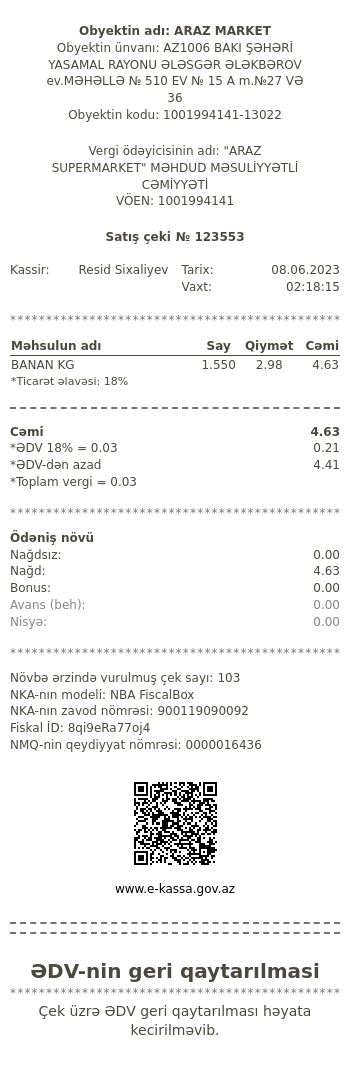 Obyektin adı: ARAZ MARKET
Obyektin ünvanı: AZ1006 BAKI ŞƏHƏRİ
YASAMAL RAYONU ƏLƏSGƏR ƏLƏKBƏROV
ev.MƏHƏLLƏ № 510 EV № 15 A m.№27 VƏ
36
Obyektin kodu: 1001994141-13022
Vergi ödəyicisinin adı: "ARAZ
SUPERMARKET" MƏHDUD MƏSULİYYƏTLİ
CƏMİYYƏTİ
VÖEN: 1001994141
Satış çeki № 123553
Kassir: Resid Sixaliyev Tarix: 08.06.2023
Vaxt: 02:18:15
********************************************
Məhsulun adı Say Qiymət Cəmi
BANAN KG 1.550 2.98 4.63
*Ticarət əlavəsi: 18%
Cəmi 4.63
*ƏDV 18% = 0.03 0.21
*ƏDV-dən azad 4.41
*Toplam vergi = 0.03
********************************************
Ödəniş növü
Nağdsız: 0.00
Nağd: 4.63
Bonus: 0.00
Avans (beh): 0.00
Nisyə: 0.00
********************************************
Növbə ərzində vurulmuş çek sayı: 103
NKA-nın modeli: NBA FiscalBox
NKA-nın zavod nömrəsi: 900119090092
Fiskal İD: 8qi9eRa77oj4
NMQ-nin qeydiyyat nömrəsi: 0000016436
www.e-kassa.gov.az
ƏDV-nin geri qaytarılmasi
********************************************
Çek üzrə ƏDV geri qaytarılması həyata
kecirilməvib.